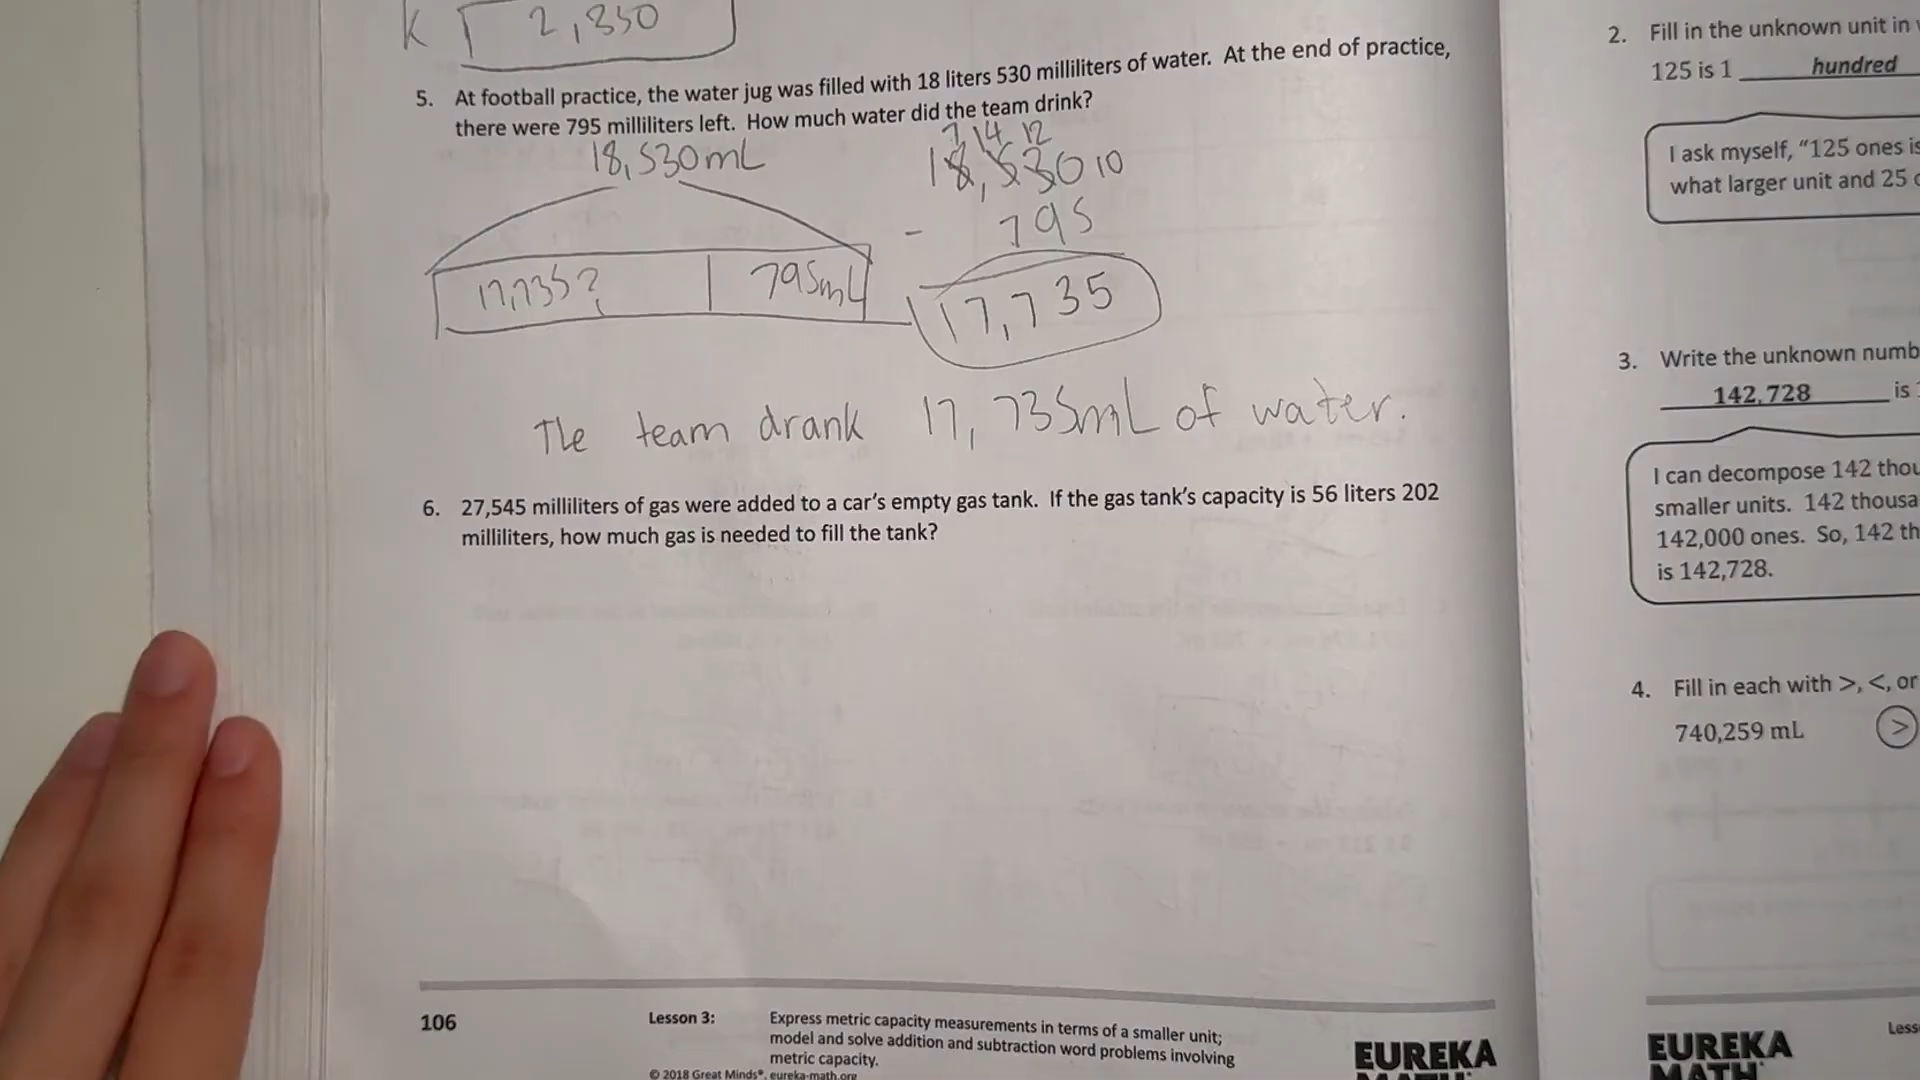 K 2,350
5. At football practice, the water jug was filled with 18 liters 530 milliliters of water. At the end of practice,
there were 795 milliliters left. How much water did the team drink?
18,530mL
7 14 12
18,530 10
- 795
17,735? 795mL
17,735
The team drank 17,735mL of water.
6. 27,545 milliliters of gas were added to a car's empty gas tank. If the gas tank's capacity is 56 liters 202
milliliters, how much gas is needed to fill the tank?
106 Lesson 3: Express metric capacity measurements in terms of a smaller unit;
model and solve addition and subtraction word problems involving
metric capacity.
© 2018 Great Minds®. eureka-math.org
EUREKA
MATH
2. Fill in the unknown unit in
125 is 1 hundred
I ask myself, "125 ones is
what larger unit and 25
3. Write the unknown numb
142,728 is
I can decompose 142 thou
smaller units. 142 thousa
142,000 ones. So, 142 th
is 142,728.
4. Fill in each with >, <, or
740,259 mL >
EUREKA
MATH
Less